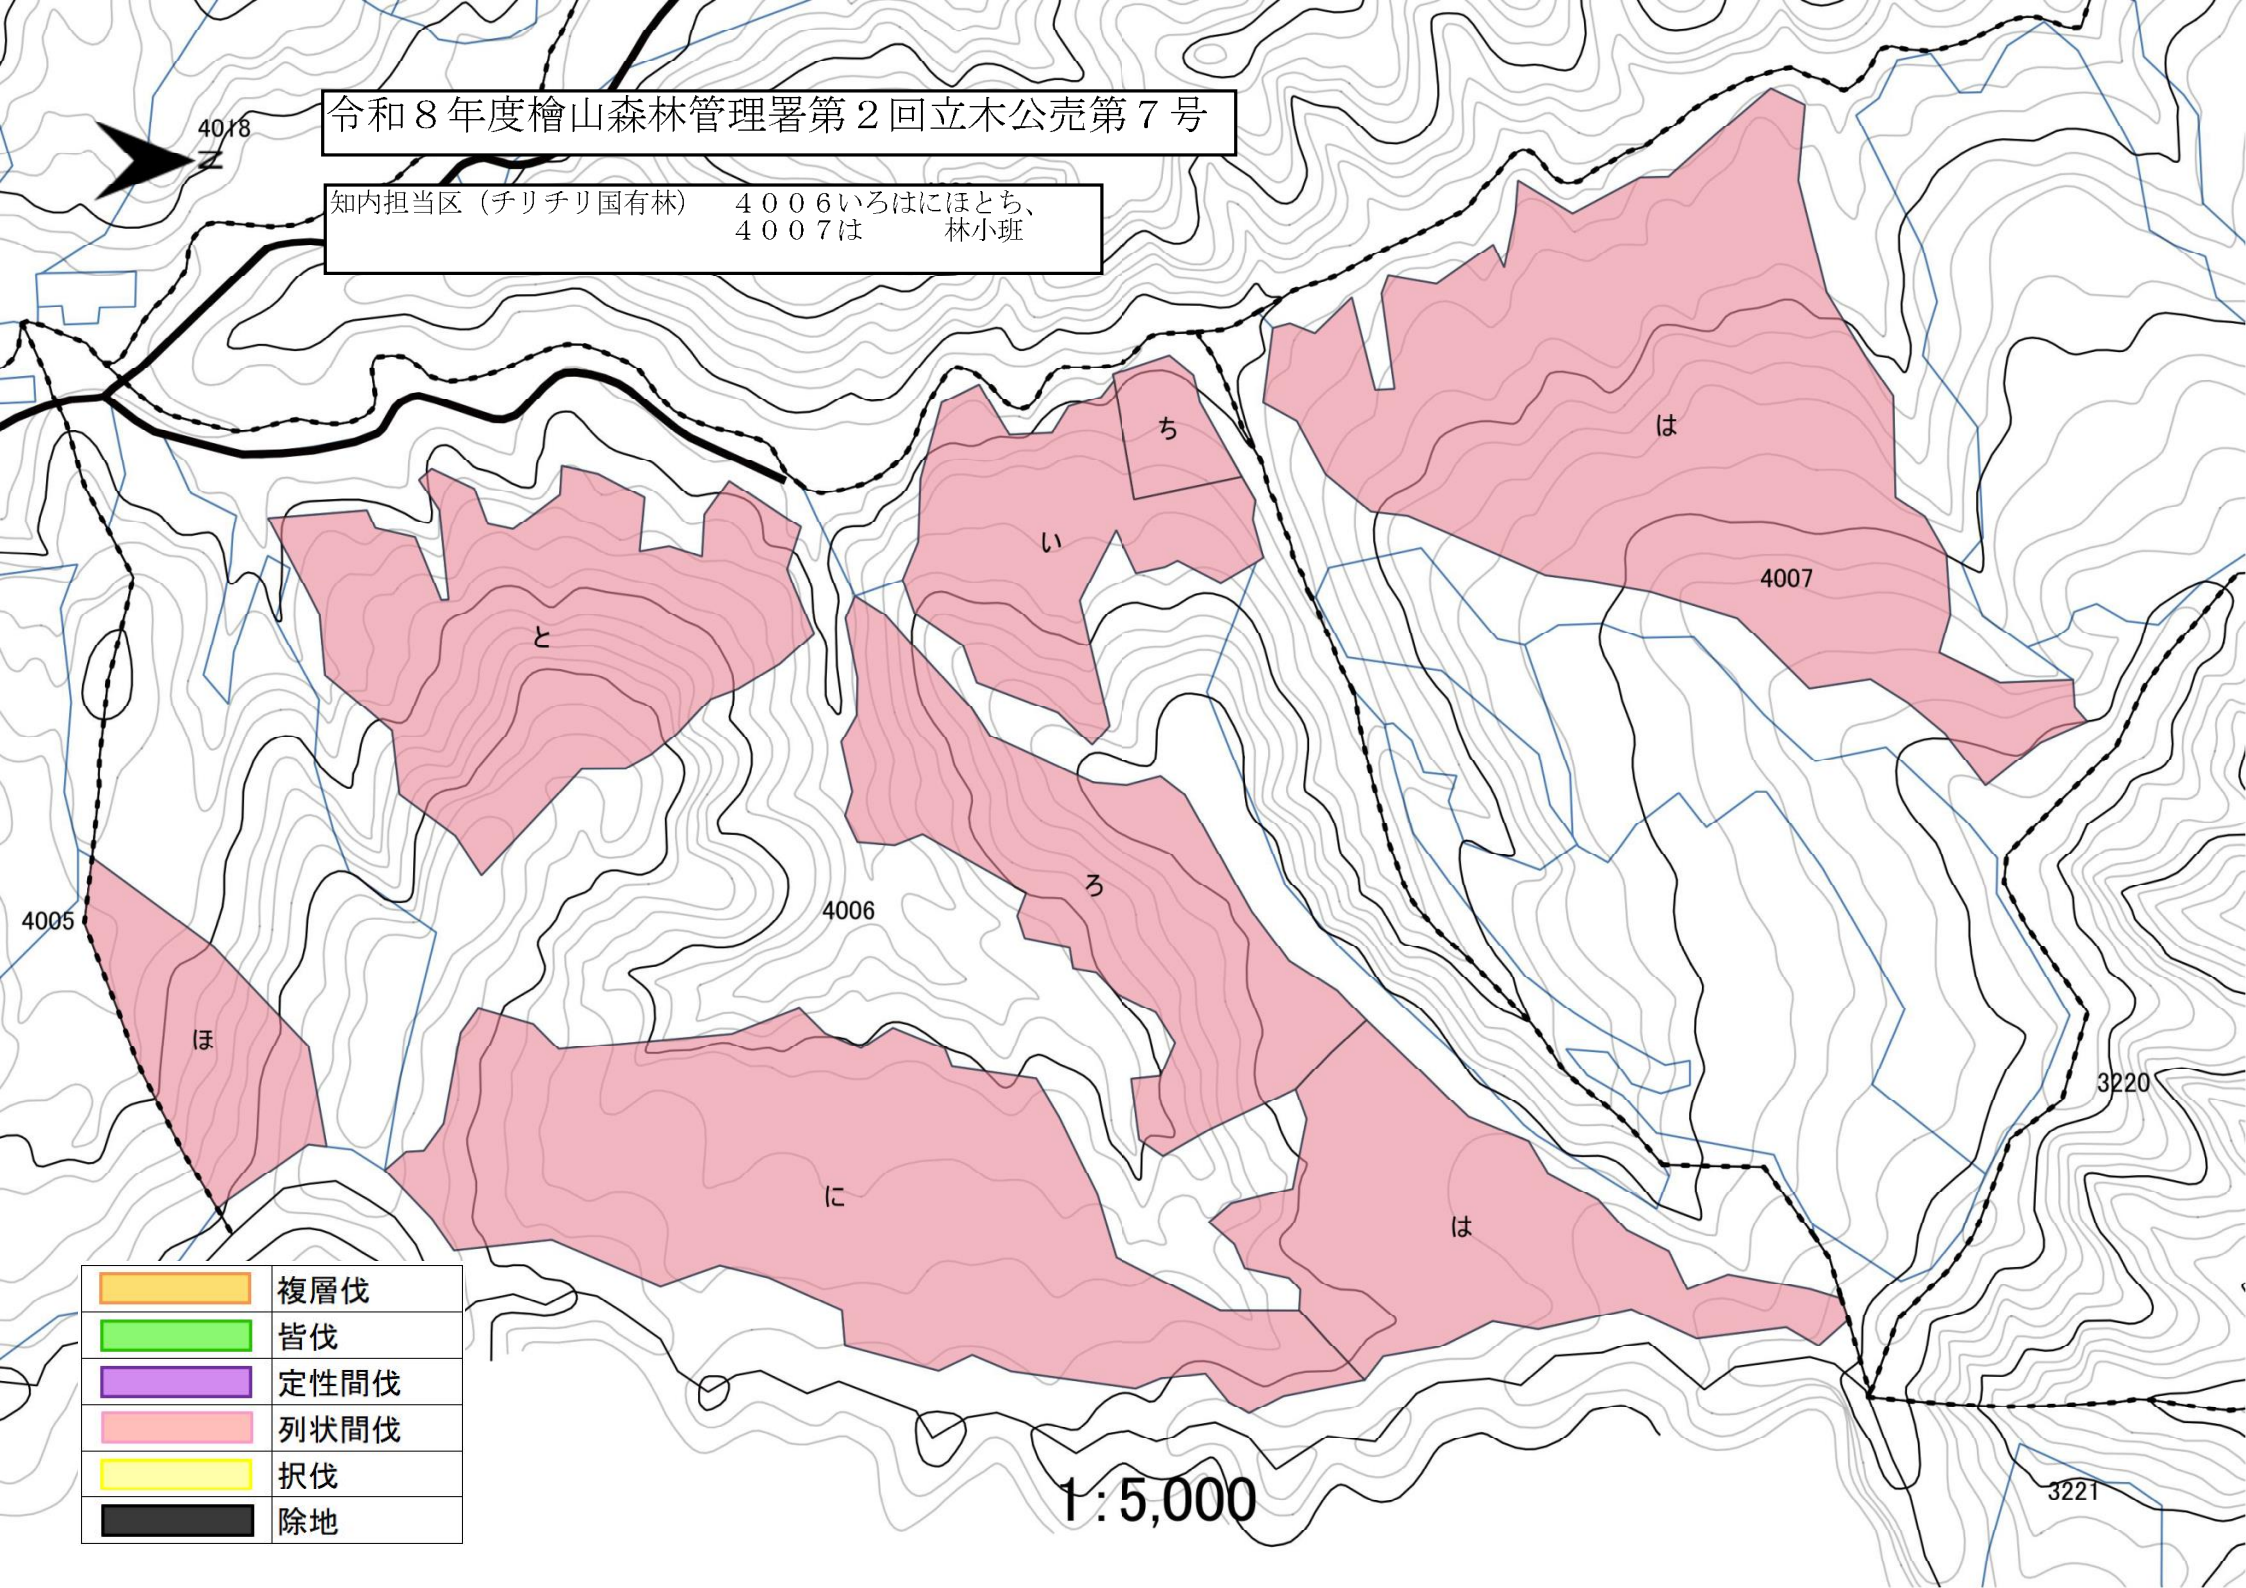 令和８年度檜山森林管理署第２回立木公売第７号
4018
N
知内担当区（チリチリ国有林）　４００６いろはにほとち、
４００７は　　　林小班
ち
は
い
4007
と
ろ
4006
4005
ほ
3220
に
は
複層伐
皆伐
定性間伐
列状間伐
択伐
除地
1:5,000
3221